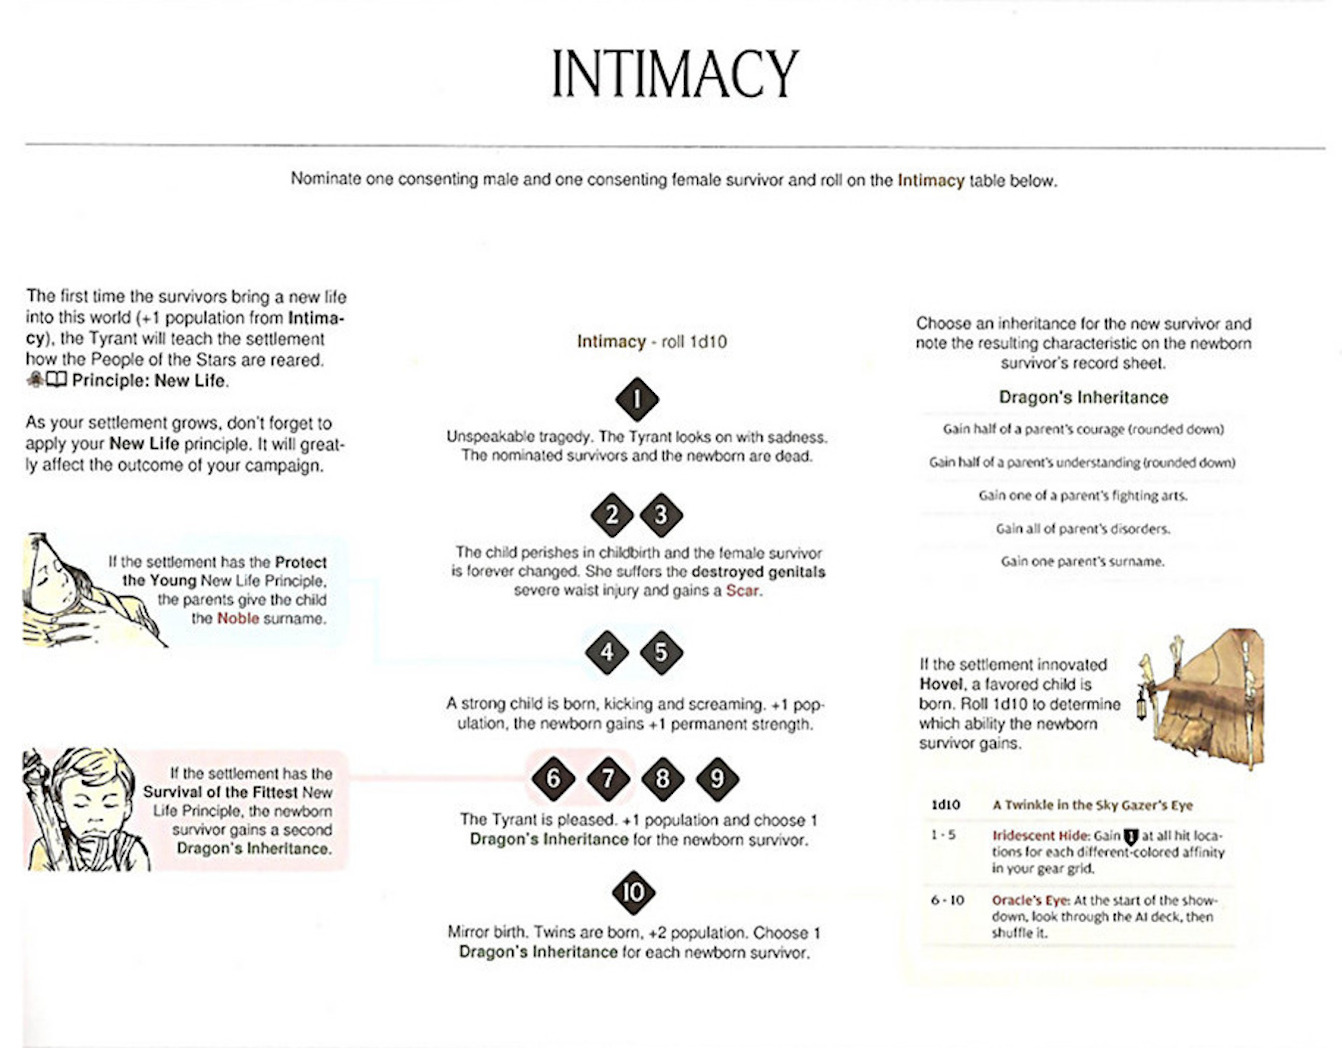 INTIMACY
Nominate one consenting male and one consenting female survivor and roll on the Intimacy table below.
The first time the survivors bring a new life
into this world (+1 population from Intima-
cy), the Tyrant will teach the settlement
how the People of the Stars are reared.
Principle: New Life.
As your settlement grows, don't forget to
apply your New Life principle. It will great-
ly affect the outcome of your campaign.
If the settlement has the Protect
the Young New Life Principle,
the parents give the child
the Noble surname.
If the settlement has the
Survival of the Fittest New
Life Principle, the newborn
survivor gains a second
Dragon's Inheritance.
Intimacy - roll 1d10
1
Unspeakable tragedy. The Tyrant looks on with sadness.
The nominated survivors and the newborn are dead.
2 3
The child perishes in childbirth and the female survivor
is forever changed. She suffers the destroyed genitals
severe waist injury and gains a Scar.
4 5
A strong child is born, kicking and screaming. +1 pop-
ulation, the newborn gains +1 permanent strength.
6 7 8 9
The Tyrant is pleased. +1 population and choose 1
Dragon's Inheritance for the newborn survivor.
10
Mirror birth. Twins are born, +2 population. Choose 1
Dragon's Inheritance for each newborn survivor.
Choose an inheritance for the new survivor and
note the resulting characteristic on the newborn
survivor's record sheet.
Dragon's Inheritance
Gain half of a parent's courage (rounded down)
Gain half of a parent's understanding (rounded down)
Gain one of a parent's fighting arts.
Gain all of parent's disorders.
Gain one parent's surname.
If the settlement innovated
Hovel, a favored child is
born. Roll 1d10 to determine
which ability the newborn
survivor gains.
1d10 A Twinkle in the Sky Gazer's Eye
1 - 5 Iridescent Hide: Gain 1 at all hit loca-
tions for each different-colored affinity
in your gear grid.
6 - 10 Oracle's Eye: At the start of the show-
down, look through the AI deck, then
shuffle it.